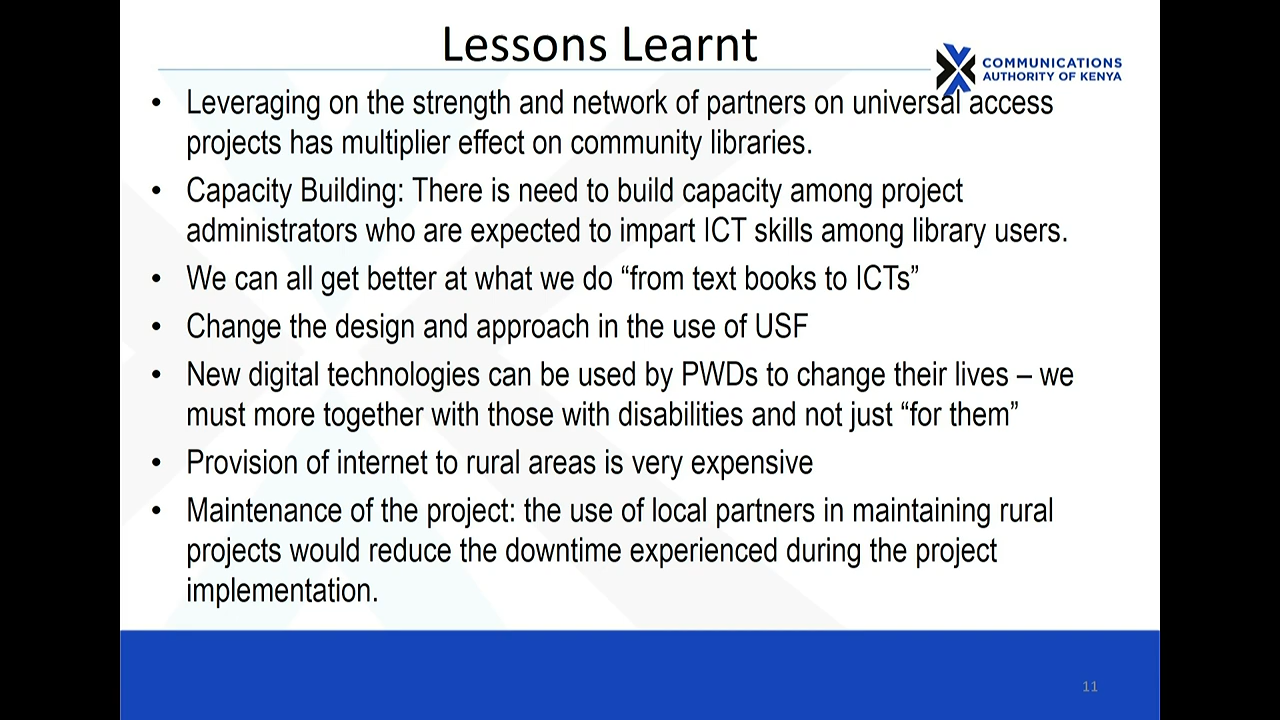 Lessons Learnt
COMMUNICATIONS
AUTHORITY OF KENYA
• Leveraging on the strength and network of partners on universal access
projects has multiplier effect on community libraries.
• Capacity Building: There is need to build capacity among project
administrators who are expected to impart ICT skills among library users.
• We can all get better at what we do “from text books to ICTs”
• Change the design and approach in the use of USF
• New digital technologies can be used by PWDs to change their lives – we
must more together with those with disabilities and not just “for them”
• Provision of internet to rural areas is very expensive
• Maintenance of the project: the use of local partners in maintaining rural
projects would reduce the downtime experienced during the project
implementation.
11